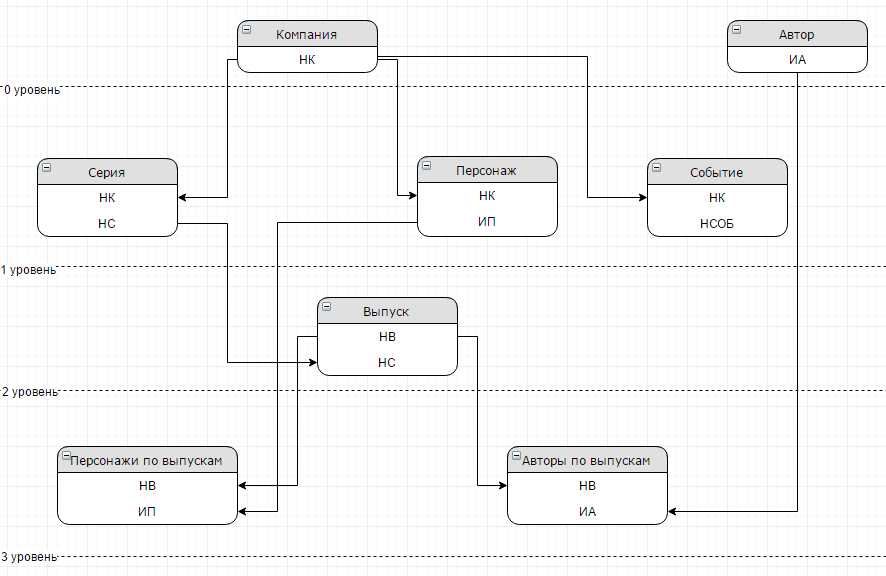 Компания
НК
Автор
ИА
0 уровень
Серия
НК
НС
Персонаж
НК
ИП
Событие
НК
НСОБ
1 уровень
Выпуск
НВ
НС
2 уровень
Персонажи по выпускам
НВ
ИП
Авторы по выпускам
НВ
ИА
3 уровень